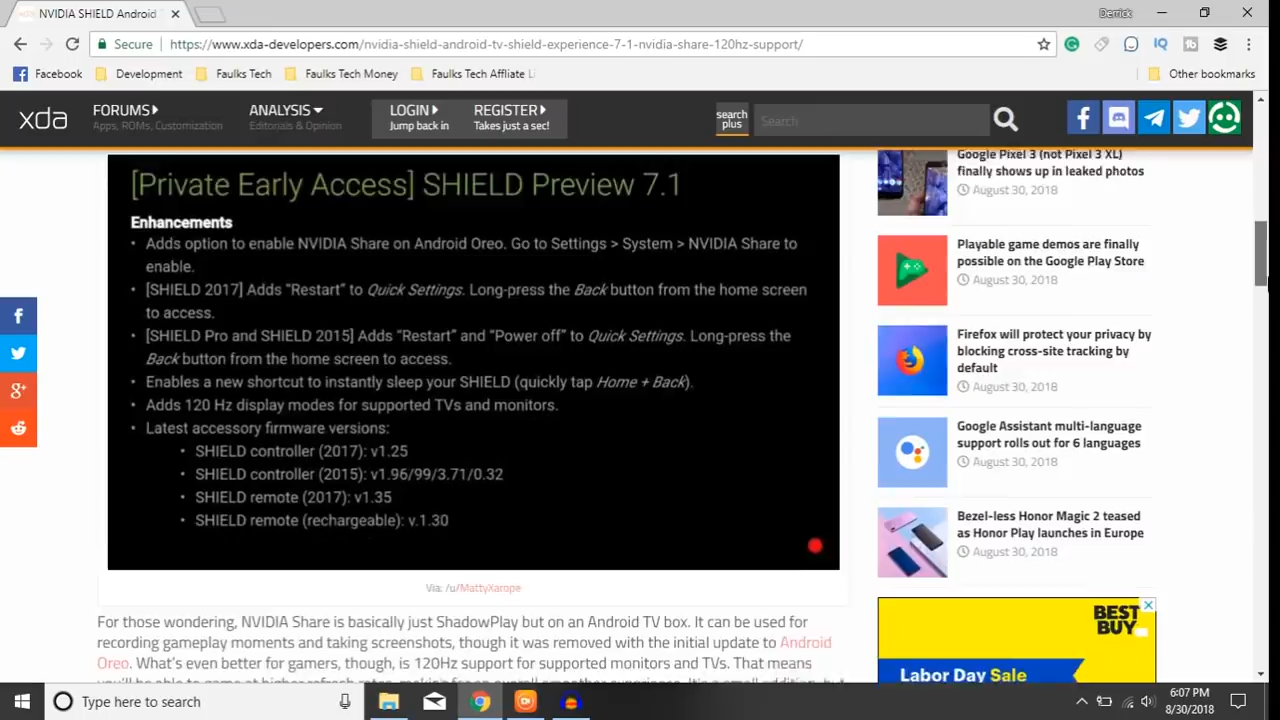 NVIDIA SHIELD Android
Derrick
Secure
https://www.xda-developers.com/nvidia-shield-android-tv-shield-experience-7-1-nvidia-share-120hz-support/
Facebook
Development
Faulks Tech
Faulks Tech Money
Faulks Tech Affliate Li
Other bookmarks
xda
FORUMS
Apps, ROMs, Customization
ANALYSIS
Editorials & Opinion
LOGIN
Jump back in
REGISTER
Takes just a sec!
search
plus
Search
[Private Early Access] SHIELD Preview 7.1
Enhancements
• Adds option to enable NVIDIA Share on Android Oreo. Go to Settings > System > NVIDIA Share to
enable.
• [SHIELD 2017] Adds “Restart” to Quick Settings. Long-press the Back button from the home screen
to access.
• [SHIELD Pro and SHIELD 2015] Adds “Restart” and “Power off” to Quick Settings. Long-press the
Back button from the home screen to access.
• Enables a new shortcut to instantly sleep your SHIELD (quickly tap Home + Back).
• Adds 120 Hz display modes for supported TVs and monitors.
• Latest accessory firmware versions:
• SHIELD controller (2017): v1.25
• SHIELD controller (2015): v1.96/99/3.71/0.32
• SHIELD remote (2017): v1.35
• SHIELD remote (rechargeable): v.1.30
Via: /u/MattyXarope
For those wondering, NVIDIA Share is basically just ShadowPlay but on an Android TV box. It can be used for
recording gameplay moments and taking screenshots, though it was removed with the initial update to Android
Oreo. What’s even better for gamers, though, is 120Hz support for supported monitors and TVs. That means
Google Pixel 3 (not Pixel 3 XL)
finally shows up in leaked photos
August 30, 2018
Playable game demos are finally
possible on the Google Play Store
August 30, 2018
Firefox will protect your privacy by
blocking cross-site tracking by
default
August 30, 2018
Google Assistant multi-language
support rolls out for 6 languages
August 30, 2018
Bezel-less Honor Magic 2 teased
as Honor Play launches in Europe
August 30, 2018
BEST
BUY
Labor Day Sale
Type here to search
6:07 PM
8/30/2018